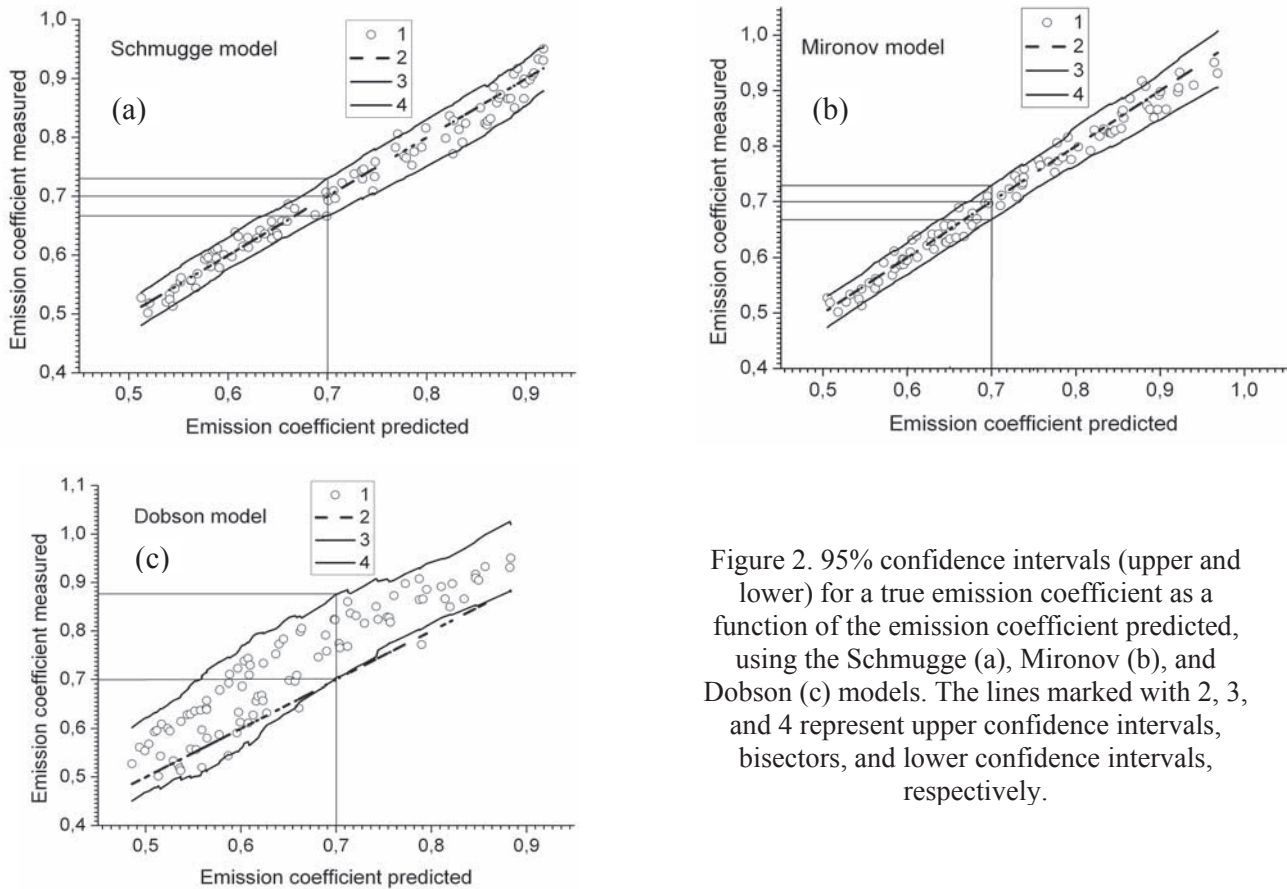 1,0
0,9
0,8
0,7
0,6
0,5
0,4
Emission coefficient measured
Schmugge model
(a)
1
2
3
4
0,5 0,6 0,7 0,8 0,9
Emission coefficient predicted
1,0
0,9
0,8
0,7
0,6
0,5
0,4
Emission coefficient measured
Mironov model
(b)
1
2
3
4
0,5 0,6 0,7 0,8 0,9 1,0
Emission coefficient predicted
1,1
1,0
0,9
0,8
0,7
0,6
0,5
0,4
Emission coefficient measured
Dobson model
(c)
1
2
3
4
0,5 0,6 0,7 0,8 0,9
Emission coefficient predicted
Figure 2. 95% confidence intervals (upper and
lower) for a true emission coefficient as a
function of the emission coefficient predicted,
using the Schmugge (a), Mironov (b), and
Dobson (c) models. The lines marked with 2, 3,
and 4 represent upper confidence intervals,
bisectors, and lower confidence intervals,
respectively.